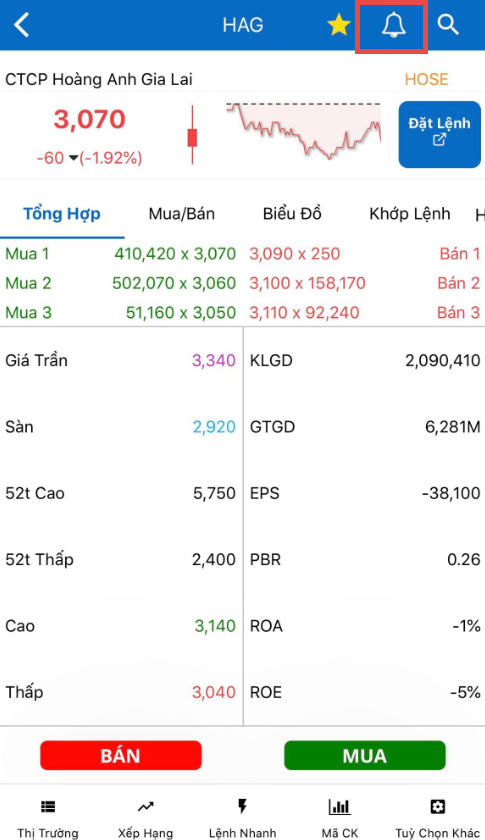 HAG
CTCP Hoàng Anh Gia Lai HOSE
3,070
-60 (-1.92%)
Đặt Lệnh
Tổng Hợp Mua/Bán Biểu Đồ Khớp Lệnh H
Mua 1 410,420 x 3,070 3,090 x 250 Bán 1
Mua 2 502,070 x 3,060 3,100 x 158,170 Bán 2
Mua 3 51,160 x 3,050 3,110 x 92,240 Bán 3
Giá Trần 3,340 KLGD 2,090,410
Sàn 2,920 GTGD 6,281M
52t Cao 5,750 EPS -38,100
52t Thấp 2,400 PBR 0.26
Cao 3,140 ROA -1%
Thấp 3,040 ROE -5%
BÁN MUA
Thị Trường Xếp Hạng Lệnh Nhanh Mã CK Tuỳ Chọn Khác